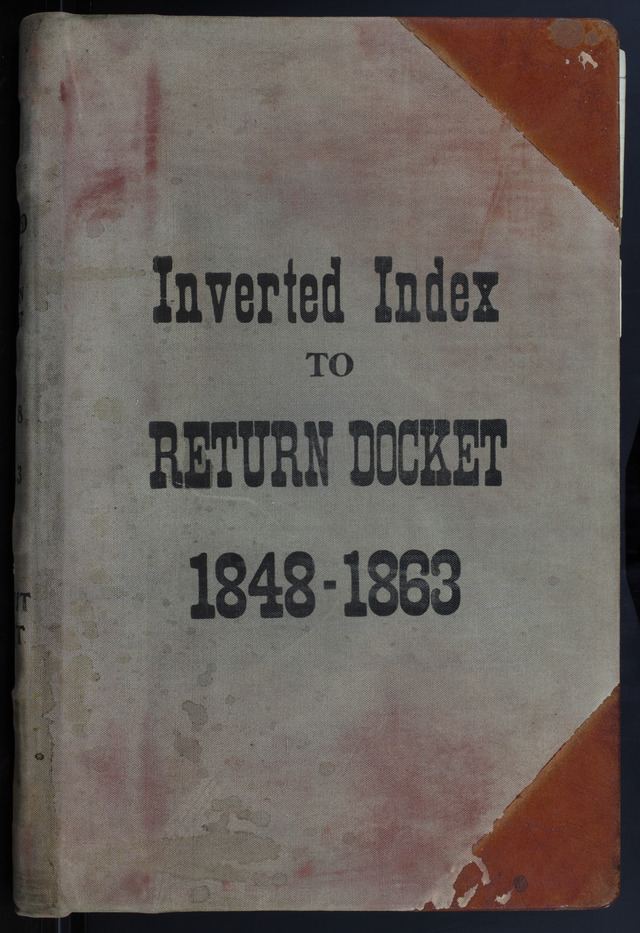 Inverted Index
TO
RETURN DOCKET
1848-1863